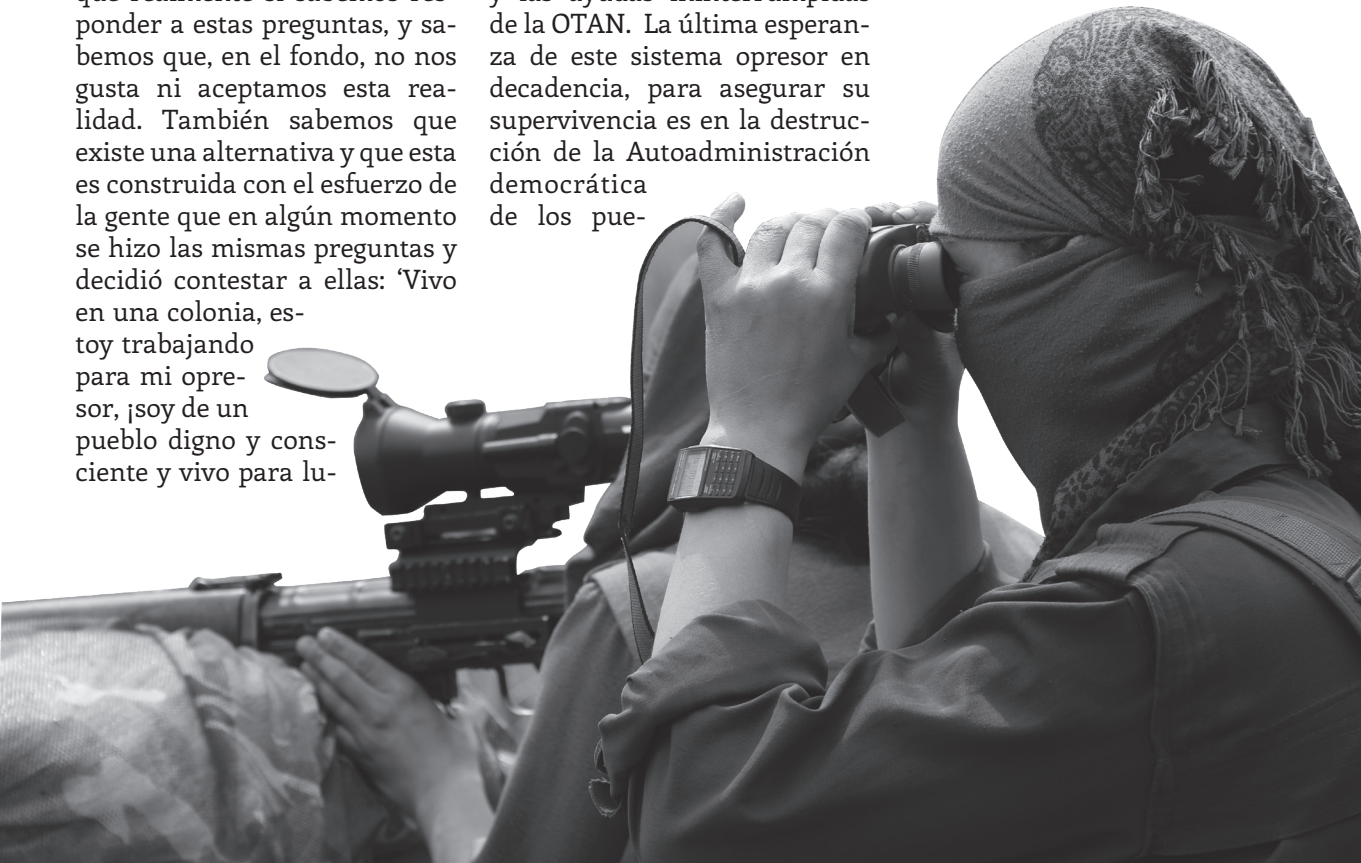 ponder a estas preguntas, y sa-
bemos que, en el fondo, no nos
gusta ni aceptamos esta rea-
lidad. También sabemos que
existe una alternativa y que esta
es construida con el esfuerzo de
la gente que en algún momento
se hizo las mismas preguntas y
decidió contestar a ellas: ‘Vivo
en una colonia, es-
toy trabajando
para mi opre-
sor, ¡soy de un
pueblo digno y cons-
ciente y vivo para lu-
de la OTAN. La última esperan-
za de este sistema opresor en
decadencia, para asegurar su
supervivencia es en la destruc-
ción de la Autoadministración
democrática
de los pue-